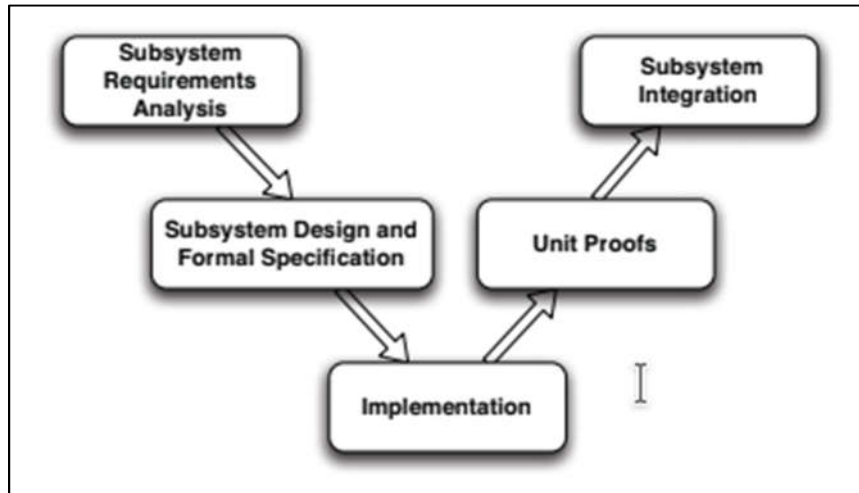 Subsystem
Requirements
Analysis
Subsystem
Integration
Subsystem Design and
Formal Specification
Unit Proofs
Implementation